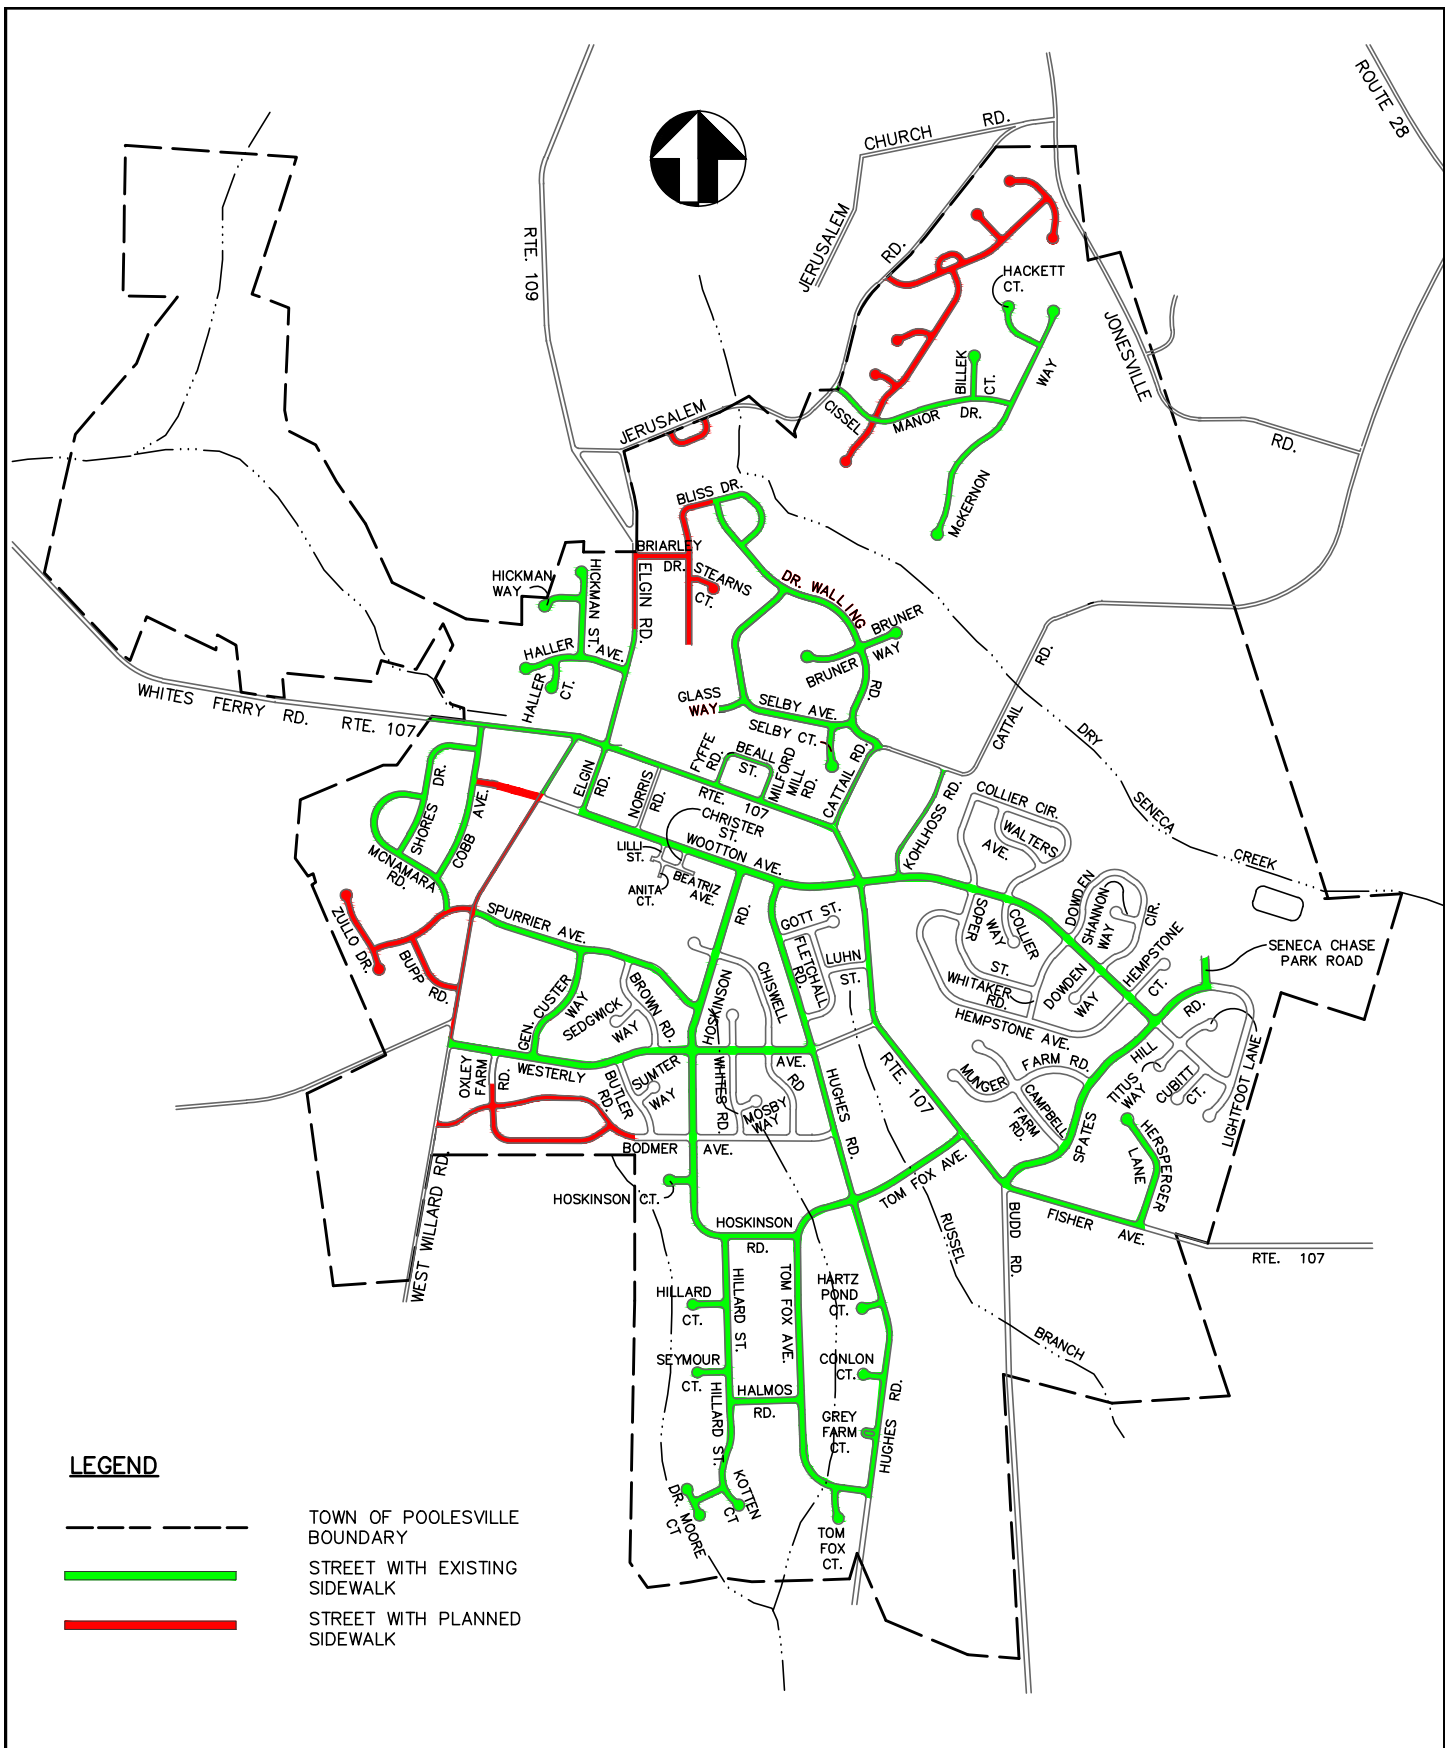 ROUTE 28
CHURCH RD.
JERUSALEM RD.
RTE. 109
HACKETT
CT.
JONESVILLE
RD.
BILLEK
CT.
WAY
CISSEL
MANOR DR.
McKERNON
JERUSALEM
BLISS DR.
BRIARLEY
DR.
STEARNS
CT.
ELGIN RD.
HICKMAN
WAY
HICKMAN ST.
DR. WALLING
RD.
BRUNER
WAY
BRUNER
HALLER
AVE.
HALLER
CT.
GLASS
WAY
SELBY AVE.
SELBY CT.
CATTAIL RD.
CATTAIL RD.
DRY
SENECA
CREEK
WHITES FERRY RD. RTE. 107
FYFFE
RD.
BEALL
ST.
MILFORD
MILL
RD.
ELGIN
RD.
NORRIS
RD.
RTE. 107
CHRISTER
ST.
KOHLHOSS RD.
COLLIER CIR.
WALTERS
AVE.
SHORES DR.
COBB AVE.
MCNAMARA
RD.
LILLI
ST.
WOOTTON AVE.
ANITA
CT.
BEATRIZ
AVE.
DOWDEN
CIR.
SHANNON
WAY
SOPER
ST.
COLLIER
WAY
ZULLO DR.
BUPP RD.
SPURRIER AVE.
GOTT ST.
FLETCHALL
RD.
LUHN
ST.
HEMPSTONE
CT.
SENECA CHASE
PARK ROAD
WHITAKER
RD.
DOWDEN
WAY
HEMPSTONE AVE.
GEN. CUSTER
WAY
SEDGWICK
WAY
BROWN RD.
HOSKINSON
RD.
CHISWELL
RD
HILL
RD.
FARM RD.
MUNGER
CAMPBELL
FARM
RD.
TITUS
WAY
CUBITT
CT.
LIGHTFOOT LANE
OXLEY
FARM
RD.
WESTERLY
AVE.
BUTLER
RD.
SUMTER
WAY
WHITES RD.
MOSBY
WAY
HUGHES RD.
RTE. 107
BODMER AVE.
SPATES
HERSPERGER
LANE
WEST WILLARD RD.
HOSKINSON CT.
HOSKINSON
RD.
TOM FOX AVE.
RUSSEL
BRANCH
BUDD RD.
FISHER AVE.
RTE. 107
HILLARD
CT.
HILLARD ST.
TOM FOX AVE.
HARTZ
POND
CT.
SEYMOUR
CT.
HILLARD ST.
HALMOS
RD.
CONLON
CT.
GREY
FARM
CT.
HUGHES RD.
DR. MOORE
CT
KOTTEN
CT
TOM
FOX
CT.
LEGEND
TOWN OF POOLESVILLE
BOUNDARY
STREET WITH EXISTING
SIDEWALK
STREET WITH PLANNED
SIDEWALK